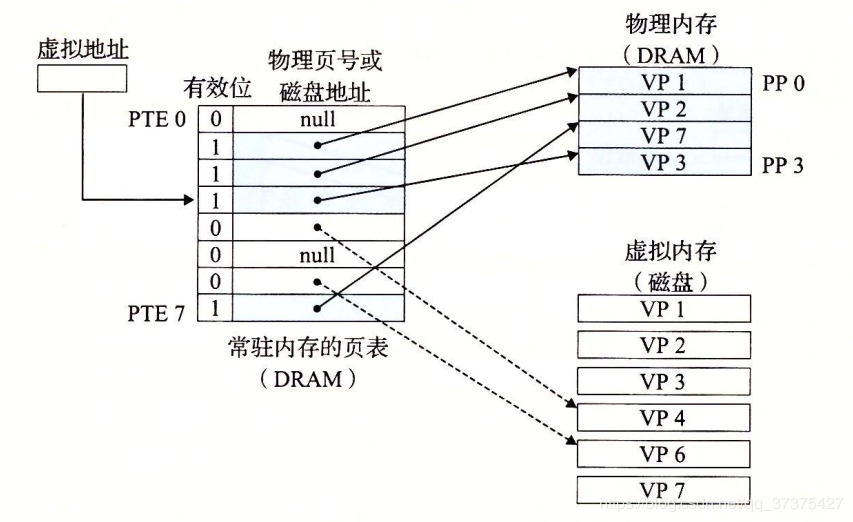 虚拟地址
物理页号或
磁盘地址
有效位
PTE 0
0
null
1
1
1
0
0
null
0
PTE 7
1
常驻内存的页表
（DRAM）
物理内存
（DRAM）
VP 1
PP 0
VP 2
VP 7
VP 3
PP 3
虚拟内存
（磁盘）
VP 1
VP 2
VP 3
VP 4
VP 6
VP 7
https://blog.csdn.net/qq_37375427